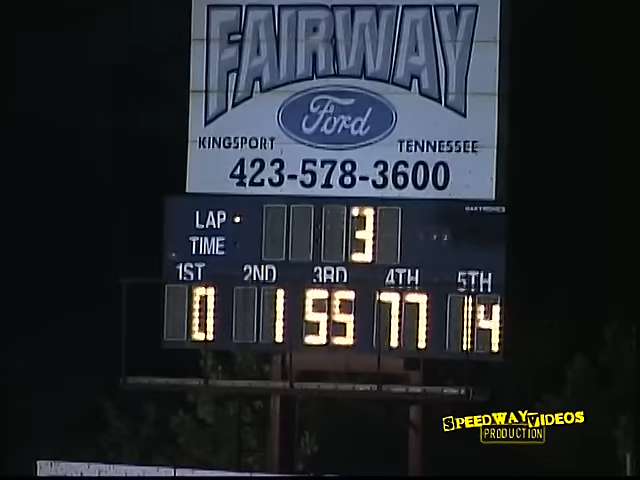 FAIRWAY
Ford
KINGSPORT TENNESSEE
423-578-3600
LAP 3
TIME
1ST 2ND 3RD 4TH 5TH
0 1 55 77 14
SPEEDWAY VIDEOS
PRODUCTION